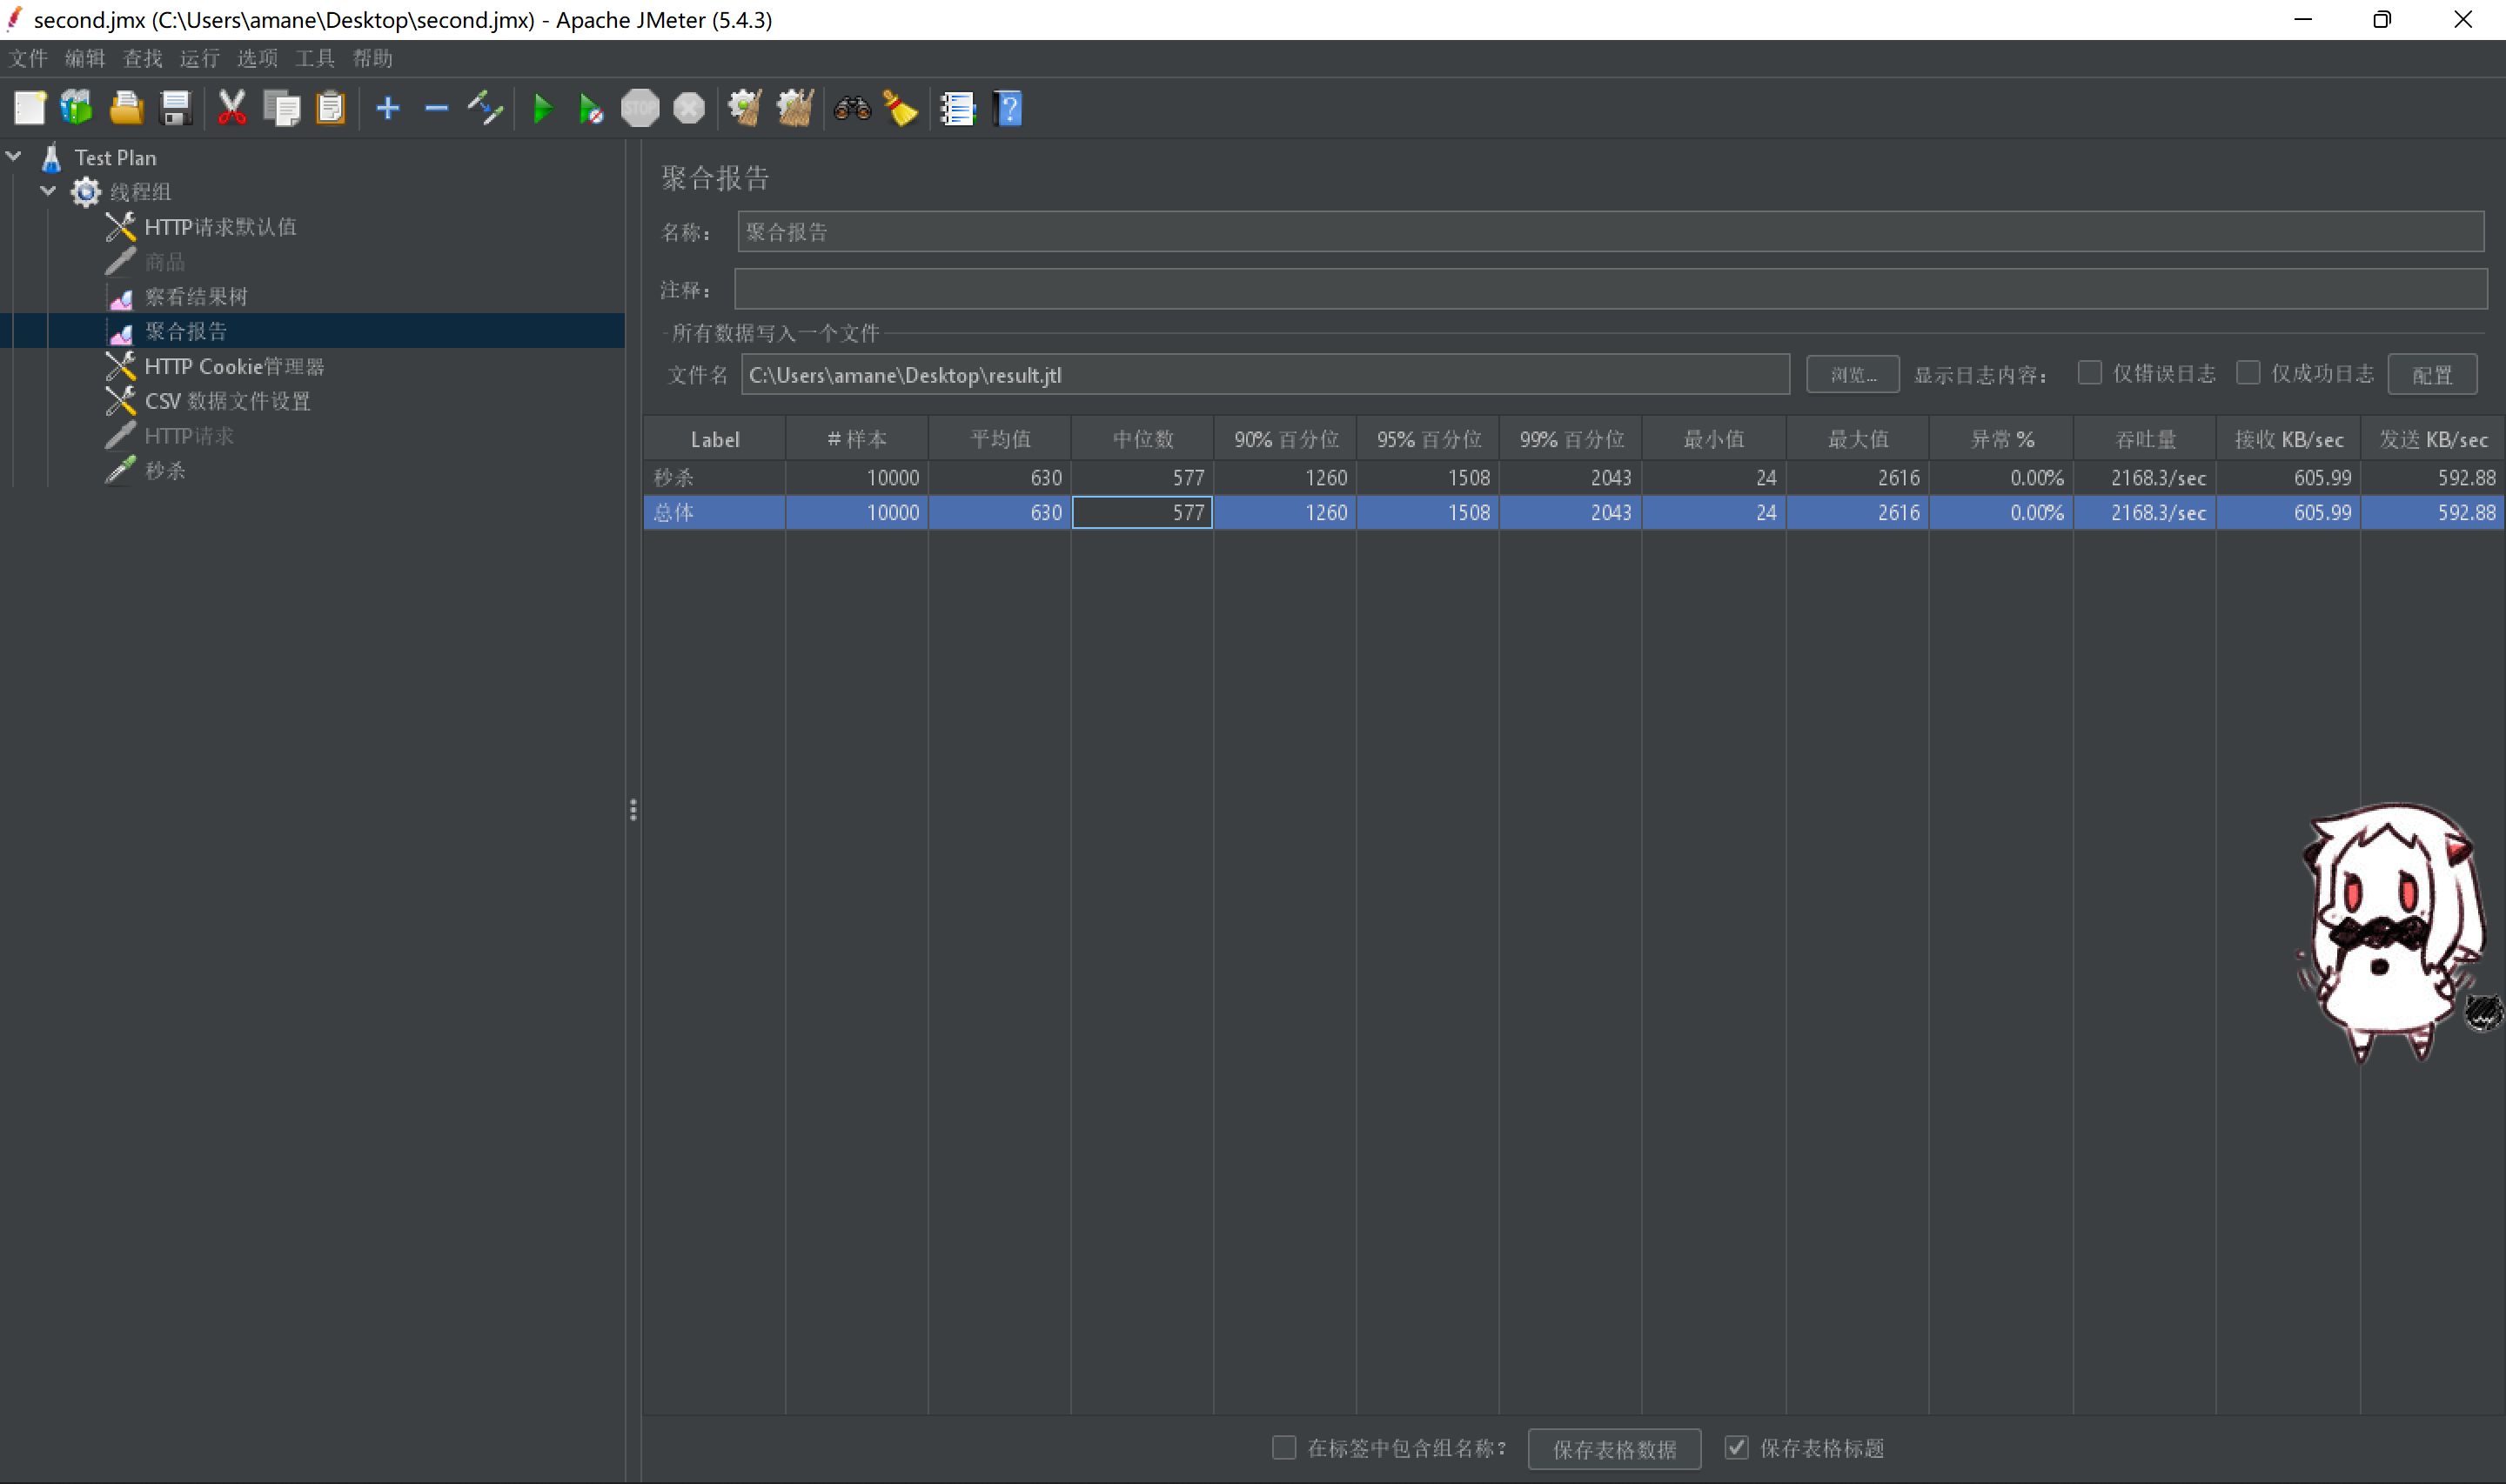 second.jmx (C:\Users\amane\Desktop\second.jmx) - Apache JMeter (5.4.3)
文件 编辑 查找 运行 选项 工具 帮助
STOP
Test Plan
线程组
HTTP请求默认值
商品
察看结果树
聚合报告
HTTP Cookie管理器
CSV 数据文件设置
HTTP请求
秒杀
聚合报告
名称： 聚合报告
注释：
所有数据写入一个文件
文件名 C:\Users\amane\Desktop\result.jtl 浏览... 显示日志内容： 仅错误日志 仅成功日志 配置
Label # 样本 平均值 中位数 90% 百分位 95% 百分位 99% 百分位 最小值 最大值 异常 % 吞吐量 接收 KB/sec 发送 KB/sec
秒杀 10000 630 577 1260 1508 2043 24 2616 0.00% 2168.3/sec 605.99 592.88
总体 10000 630 577 1260 1508 2043 24 2616 0.00% 2168.3/sec 605.99 592.88
在标签中包含组名称？ 保存表格数据 保存表格标题